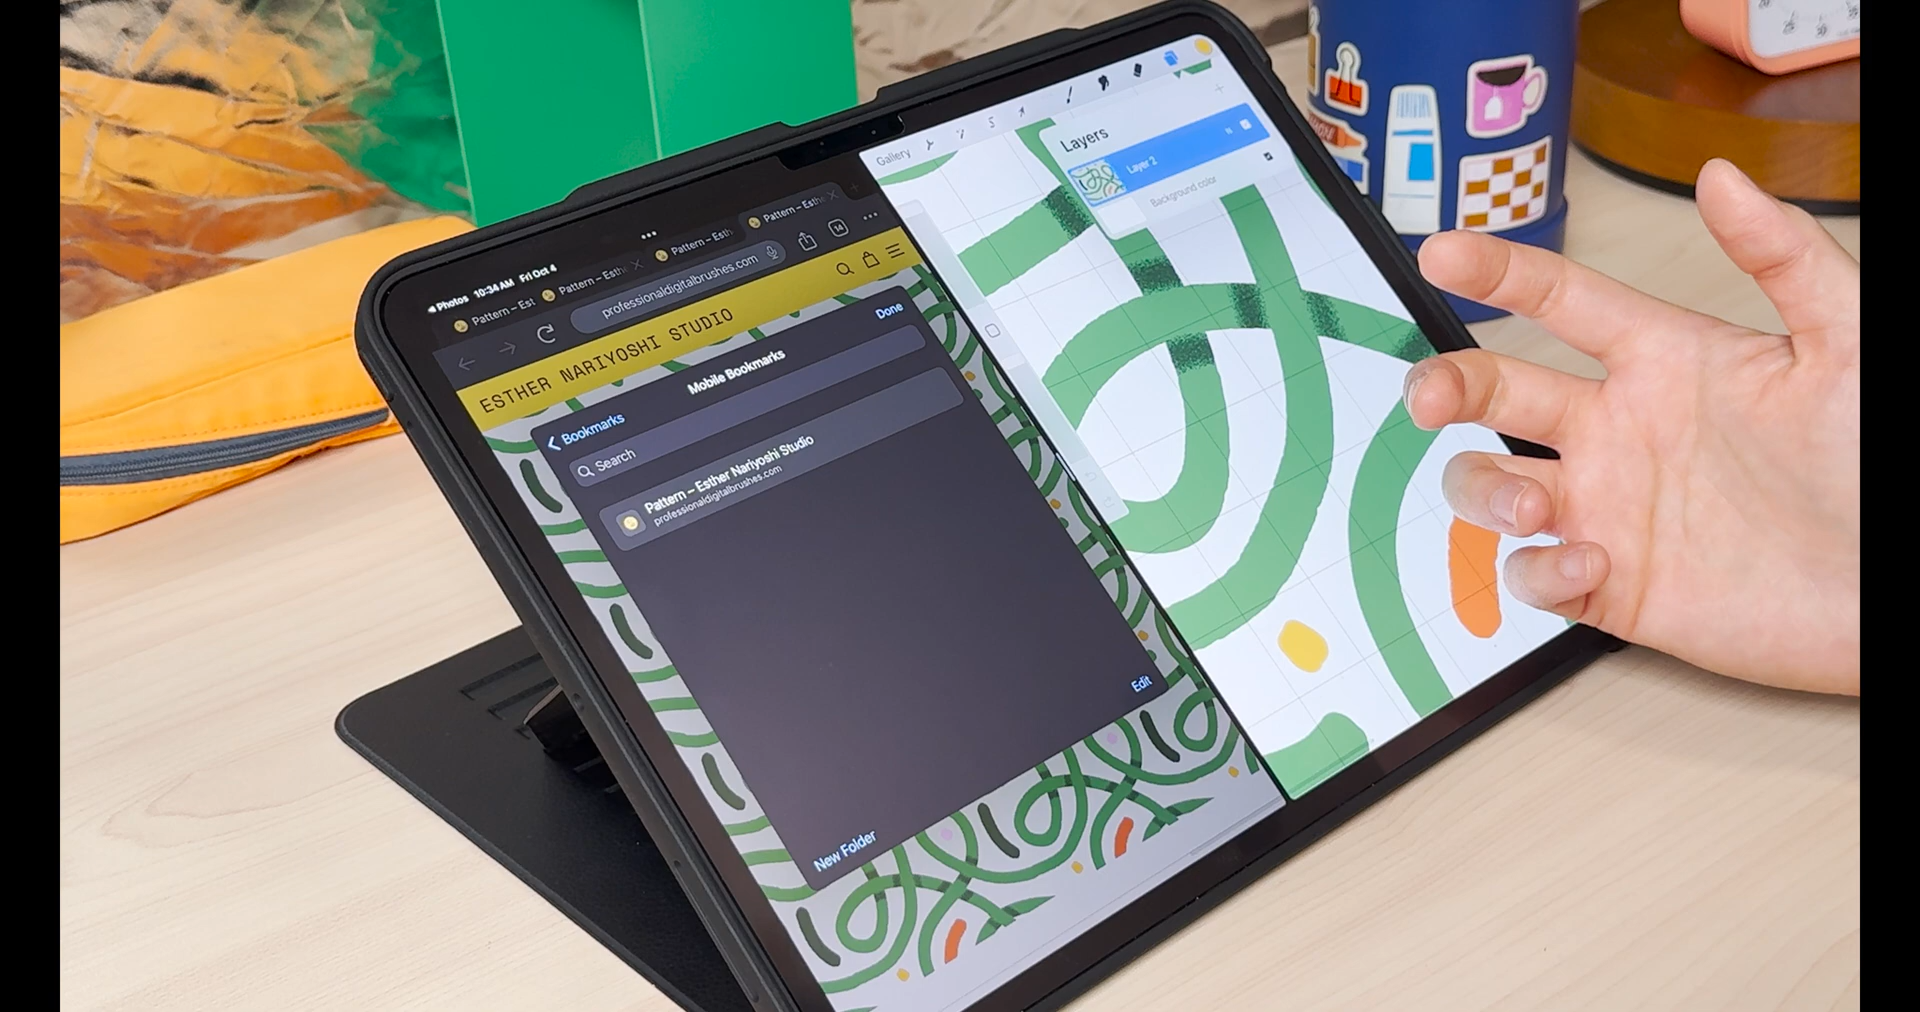 Photos 10:34 AM Fri Oct 4
Pattern – Est
Pattern – Esth
Pattern – Esth
Pattern – Esth
professionaldigitalbrushes.com
14
ESTHER NARIYOSHI STUDIO
Done
Mobile Bookmarks
Bookmarks
Search
Pattern – Esther Nariyoshi Studio
professionaldigitalbrushes.com
Edit
New Folder
Gallery
S
Layers
Layer 2
N
Background color